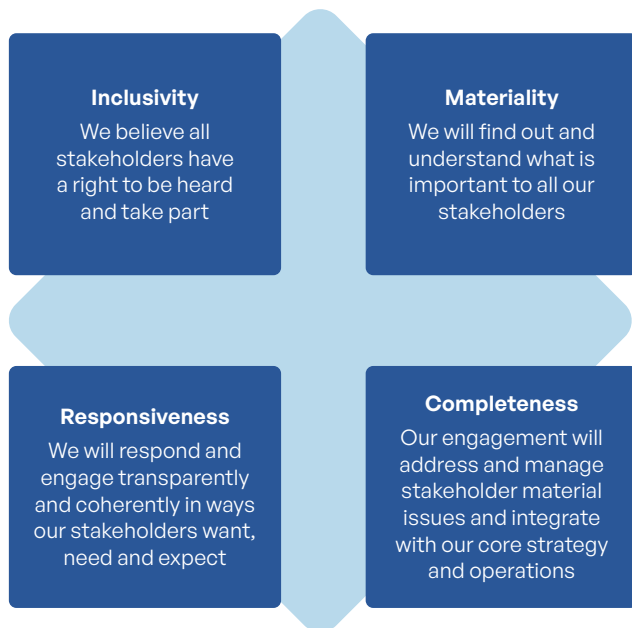 Inclusivity
We believe all
stakeholders have
a right to be heard
and take part
Materiality
We will find out and
understand what is
important to all our
stakeholders
Responsiveness
We will respond and
engage transparently
and coherently in ways
our stakeholders want,
need and expect
Completeness
Our engagement will
address and manage
stakeholder material
issues and integrate
with our core strategy
and operations